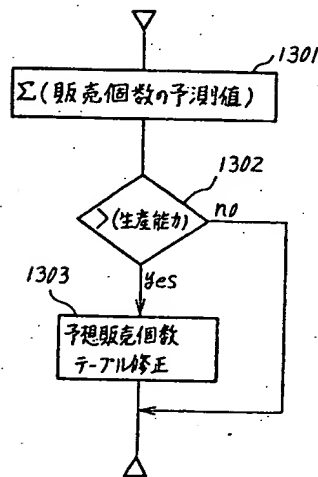 1301
Σ(販売個数の予測値)
1302
>(生産能力)
no
yes
1303
予想販売個数
テーブル修正